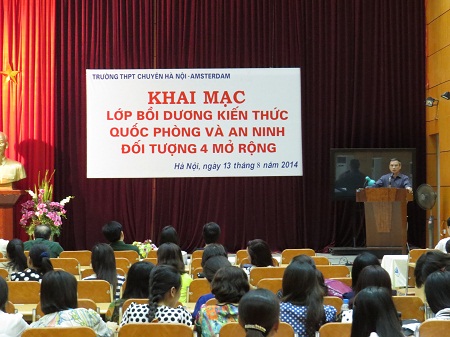 TRƯỜNG THPT CHUYÊN HÀ NỘI - AMSTERDAM
KHAI MẠC
LỚP BỒI DƯƠNG KIẾN THỨC
QUỐC PHÒNG VÀ AN NINH
ĐỐI TƯỢNG 4 MỞ RỘNG
Hà Nội, ngày 13 tháng 8 năm 2014